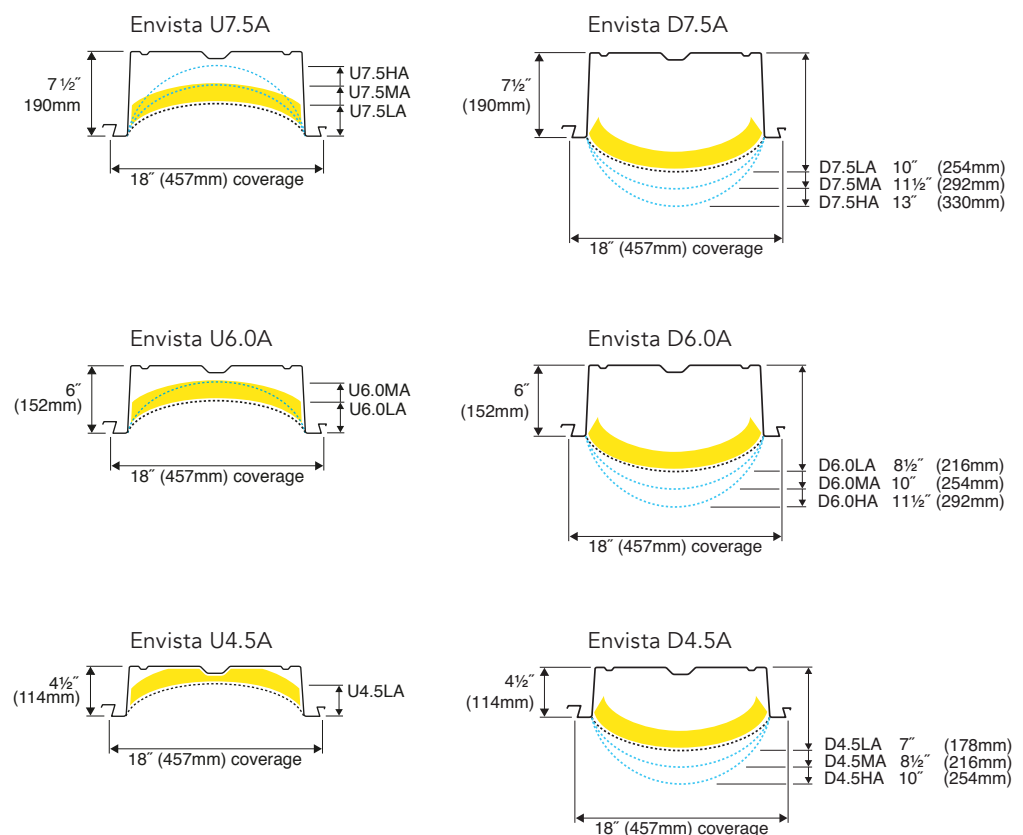 Envista U7.5A
7 ½˝
190mm
U7.5HA
U7.5MA
U7.5LA
18˝ (457mm) coverage
Envista D7.5A
7½˝
(190mm)
D7.5LA 10˝ (254mm)
D7.5MA 11½˝ (292mm)
D7.5HA 13˝ (330mm)
18˝ (457mm) coverage
Envista U6.0A
6˝
(152mm)
U6.0MA
U6.0LA
18˝ (457mm) coverage
Envista D6.0A
6˝
(152mm)
D6.0LA 8½˝ (216mm)
D6.0MA 10˝ (254mm)
D6.0HA 11½˝ (292mm)
18˝ (457mm) coverage
Envista U4.5A
4½˝
(114mm)
U4.5LA
18˝ (457mm) coverage
Envista D4.5A
4½˝
(114mm)
D4.5LA 7˝ (178mm)
D4.5MA 8½˝ (216mm)
D4.5HA 10˝ (254mm)
18˝ (457mm) coverage